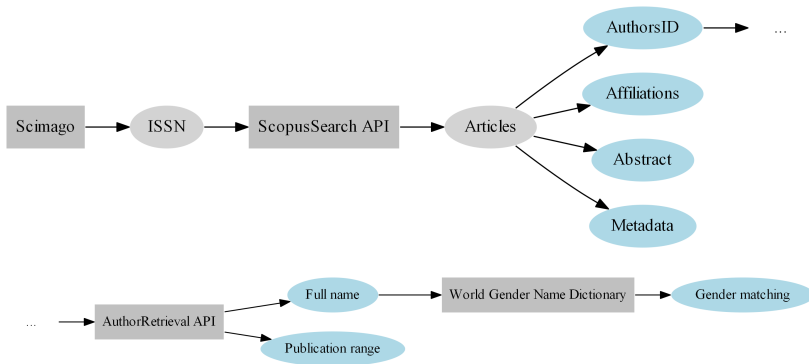 AuthorsID
...
Affiliations
Scimago
ISSN
ScopusSearch API
Articles
Abstract
Metadata
Full name
World Gender Name Dictionary
Gender matching
...
AuthorRetrieval API
Publication range